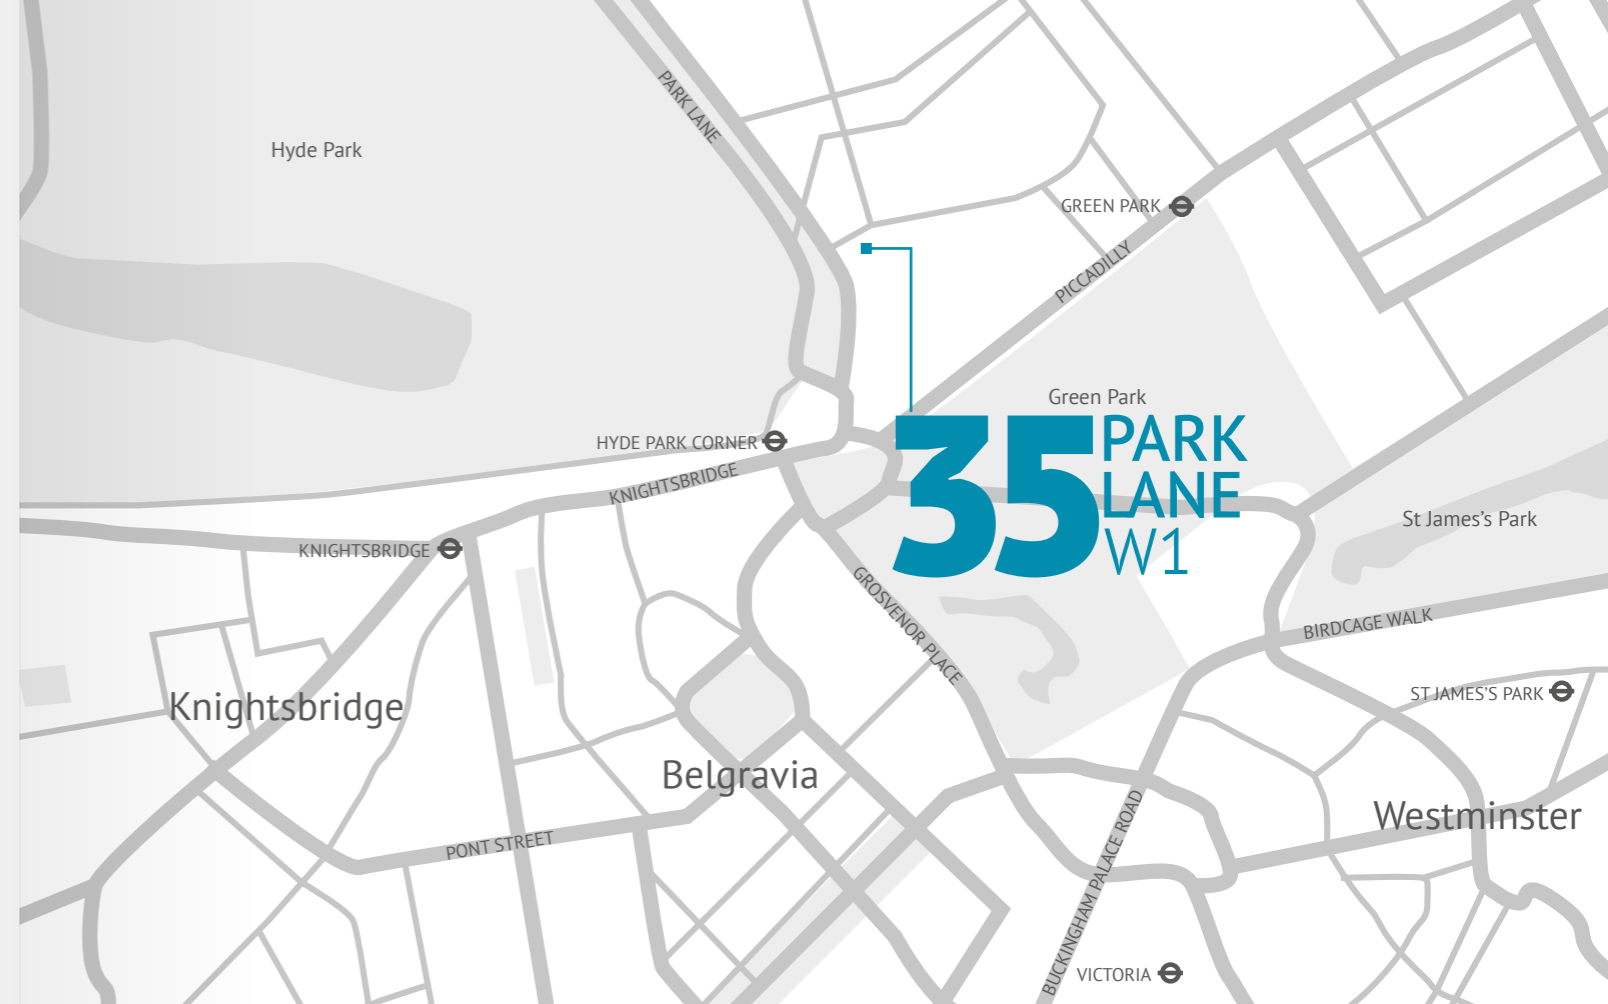 PARK LANE
Hyde Park
GREEN PARK
PICCADILLY
Green Park
HYDE PARK CORNER
KNIGHTSBRIDGE
35 PARK
LANE
W1
St James's Park
KNIGHTSBRIDGE
GROSVENOR PLACE
BIRDCAGE WALK
ST JAMES'S PARK
Knightsbridge
Belgravia
Westminster
PONT STREET
BUCKINGHAM PALACE ROAD
VICTORIA